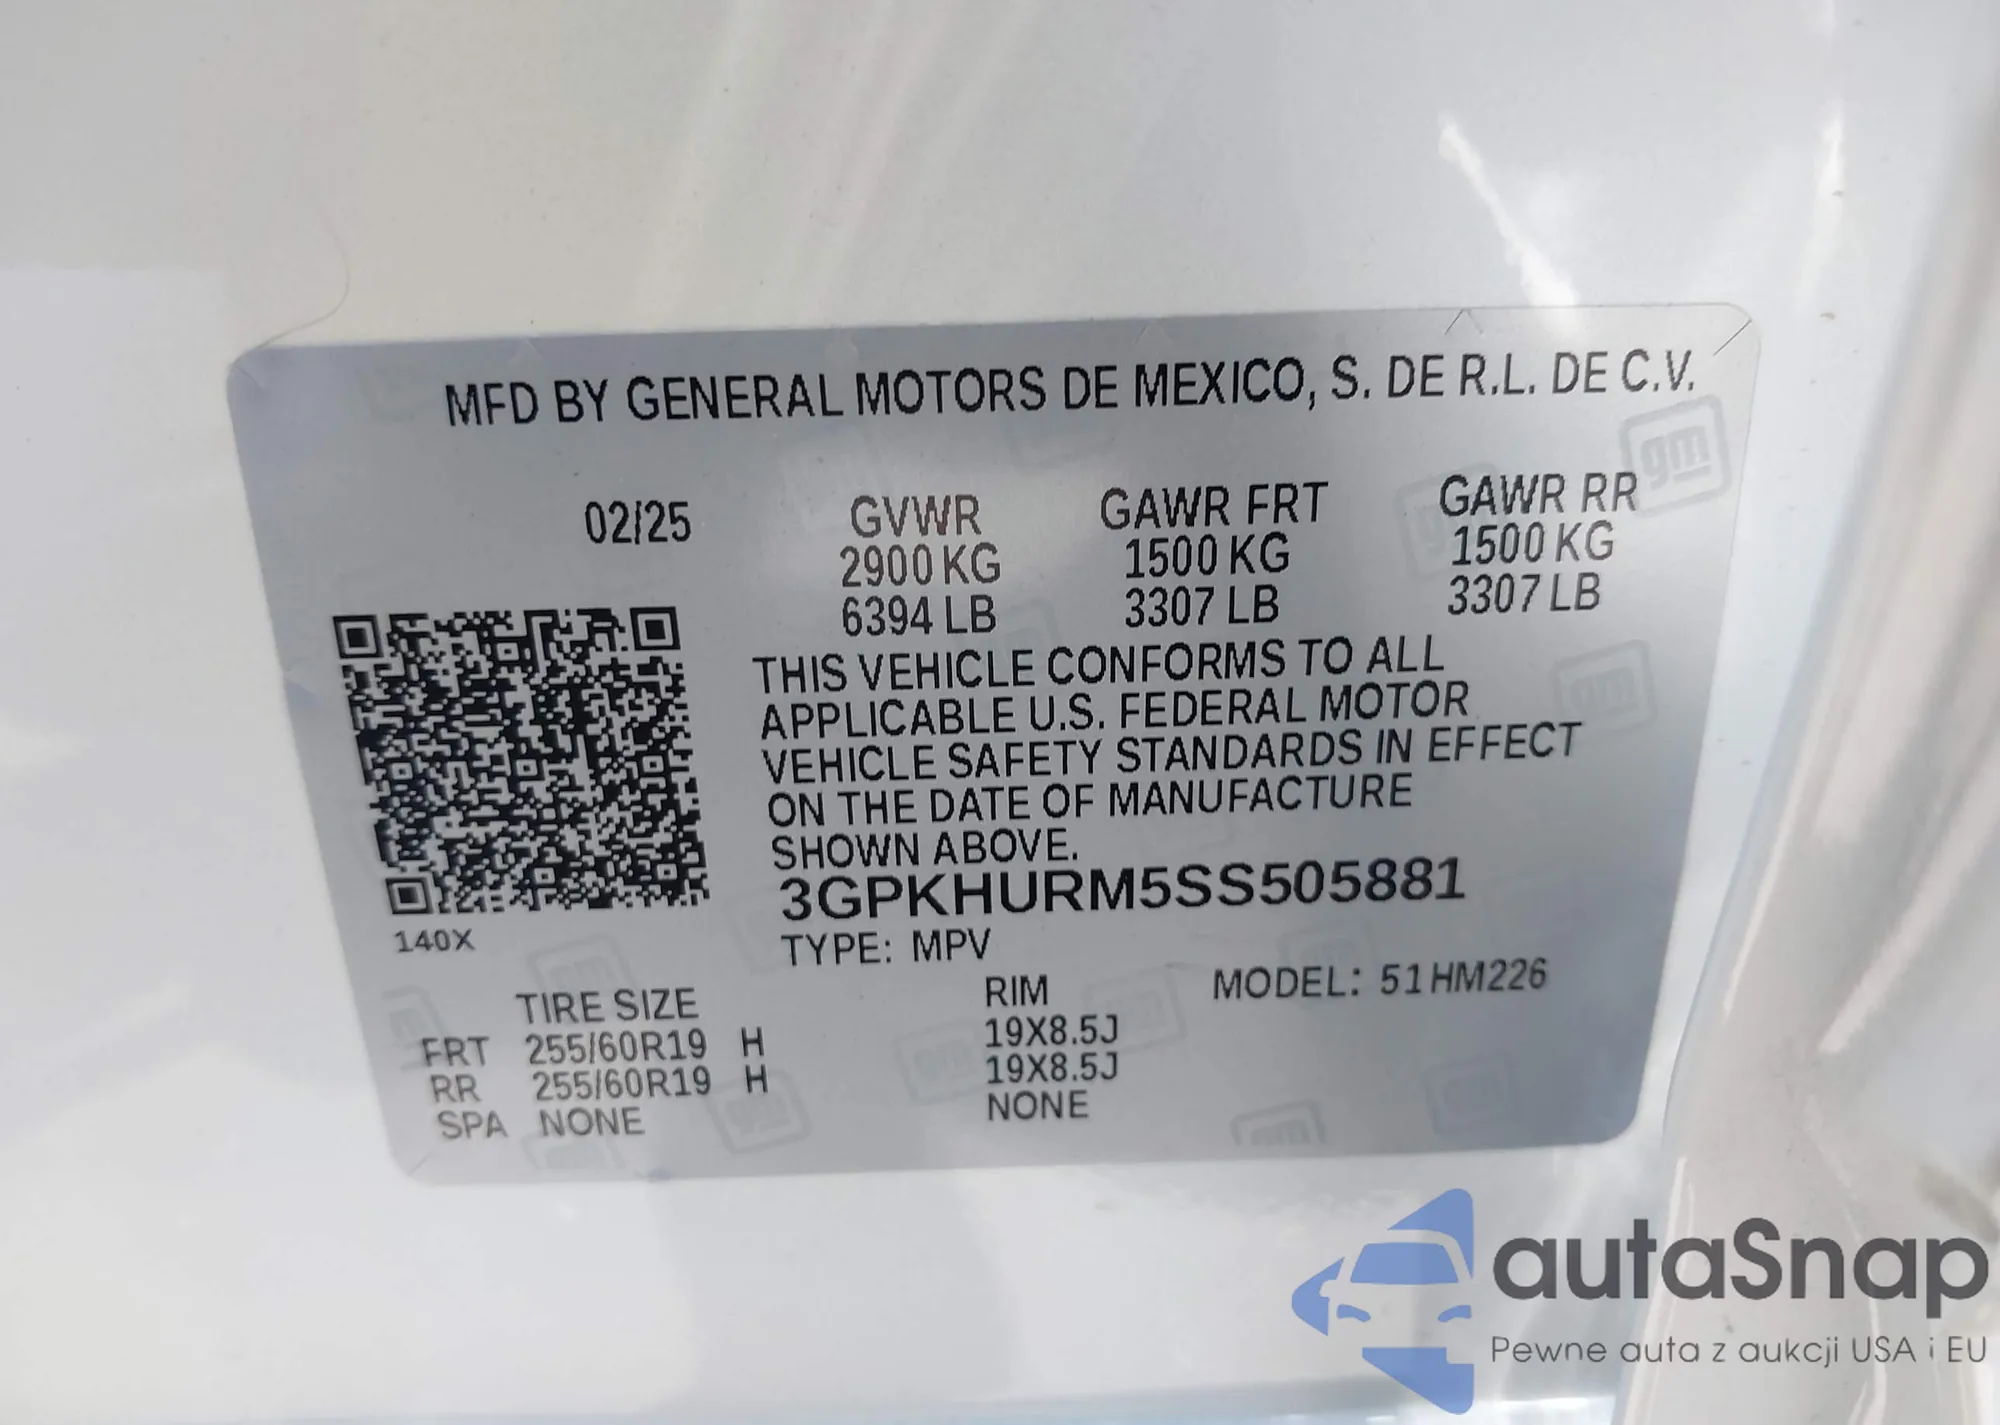 MFD BY GENERAL MOTORS DE MEXICO, S. DE R.L. DE C.V.
02/25 GVWR GAWR FRT GAWR RR
2900 KG 1500 KG 1500 KG
6394 LB 3307 LB 3307 LB
THIS VEHICLE CONFORMS TO ALL
APPLICABLE U.S. FEDERAL MOTOR
VEHICLE SAFETY STANDARDS IN EFFECT
ON THE DATE OF MANUFACTURE
SHOWN ABOVE.
3GPKHURM5SS505881
140X
TYPE: MPV
MODEL: 51HM226
TIRE SIZE RIM
FRT 255/60R19 H 19X8.5J
RR 255/60R19 H 19X8.5J
SPA NONE NONE
gm
autaSnap
Pewne auta z aukcji USA i EU